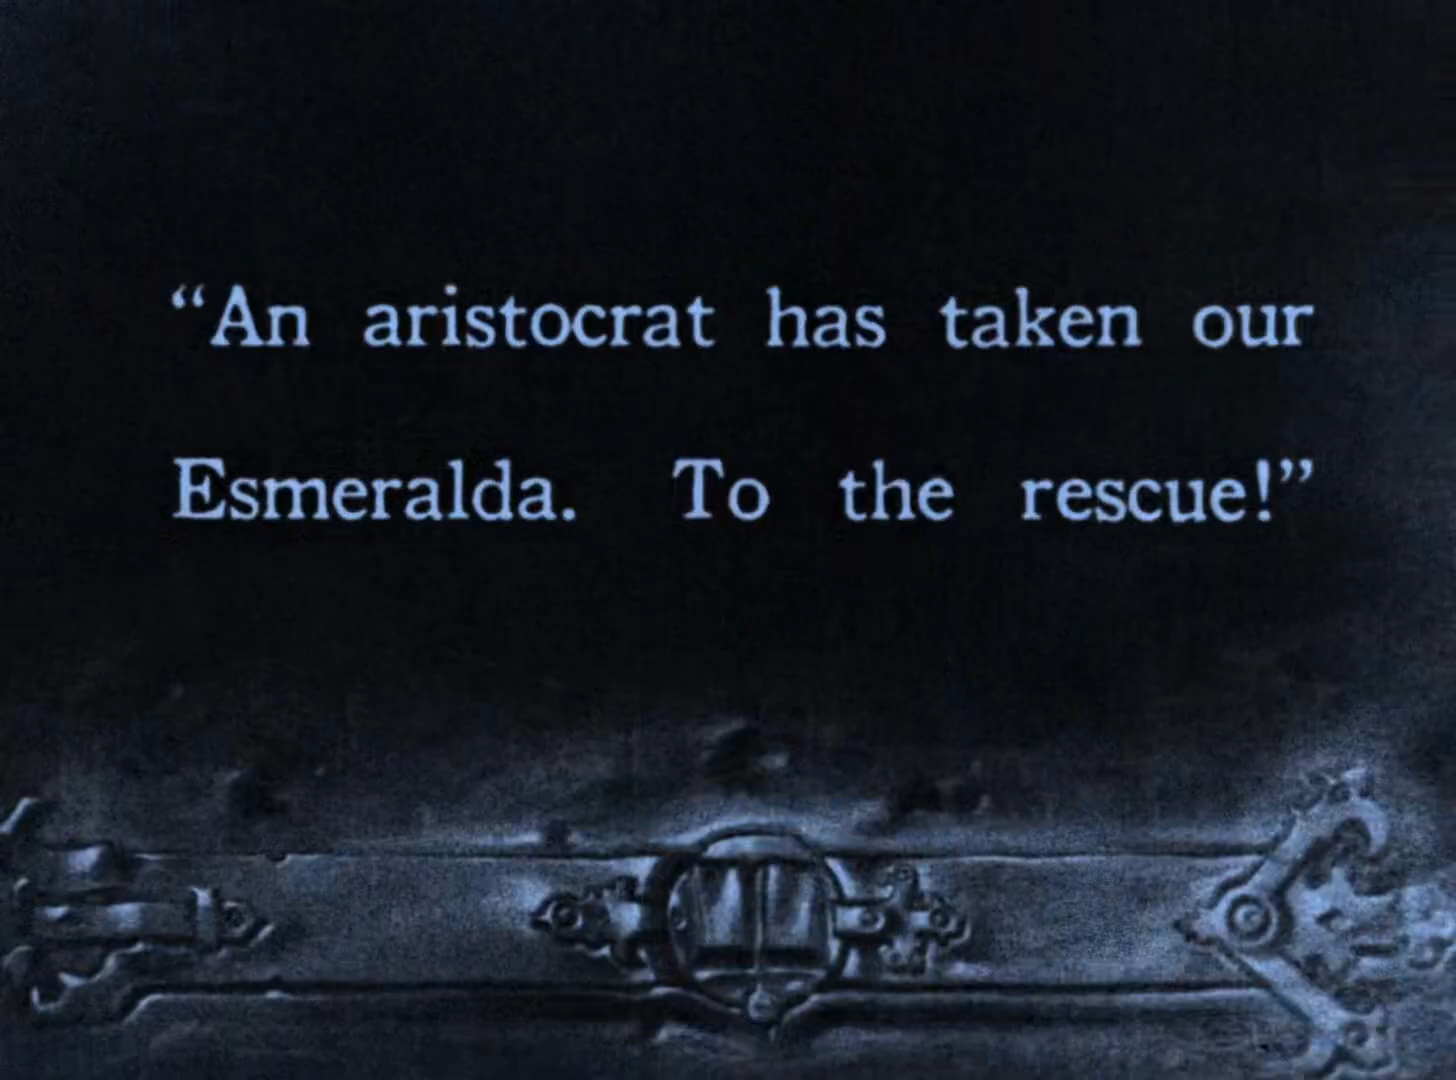 “An aristocrat has taken our
Esmeralda. To the rescue!”